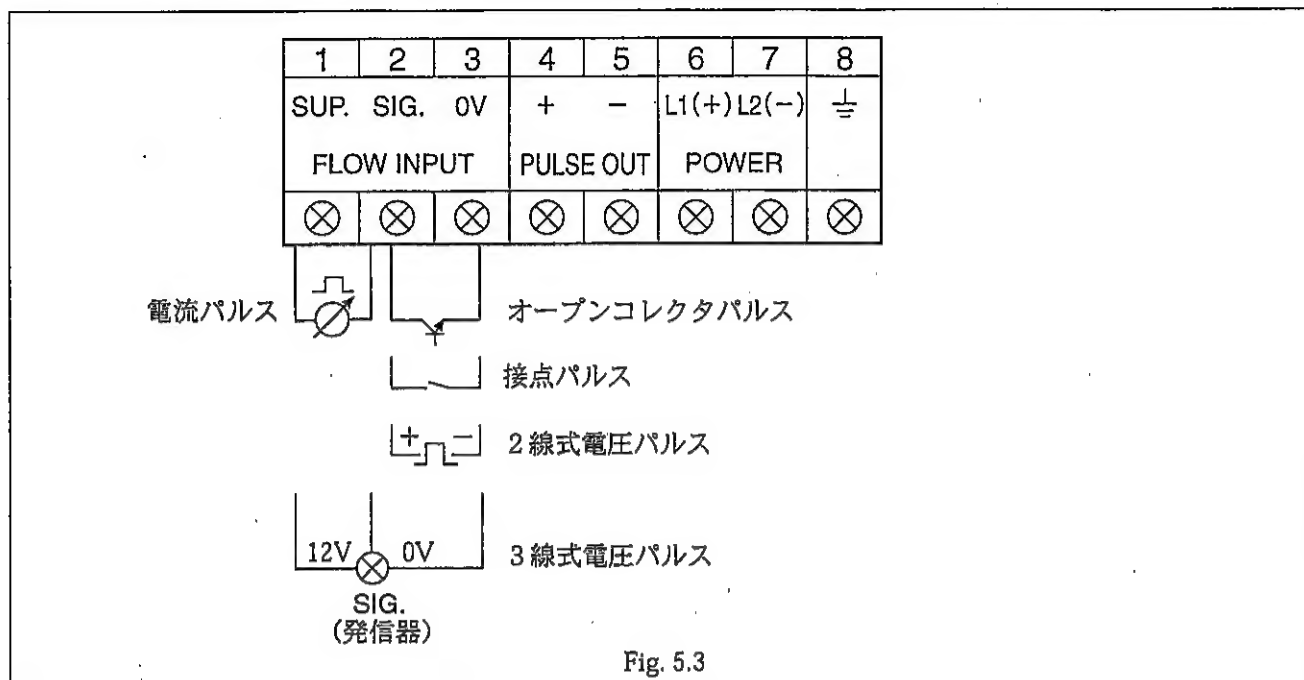 1 2 3 4 5 6 7 8
SUP. SIG. 0V + − L1(+) L2(−) ⏚
FLOW INPUT PULSE OUT POWER
電流パルス オープンコレクタパルス
接点パルス
+ − 2線式電圧パルス
12V 0V 3線式電圧パルス
SIG.
(発信器)
Fig. 5.3